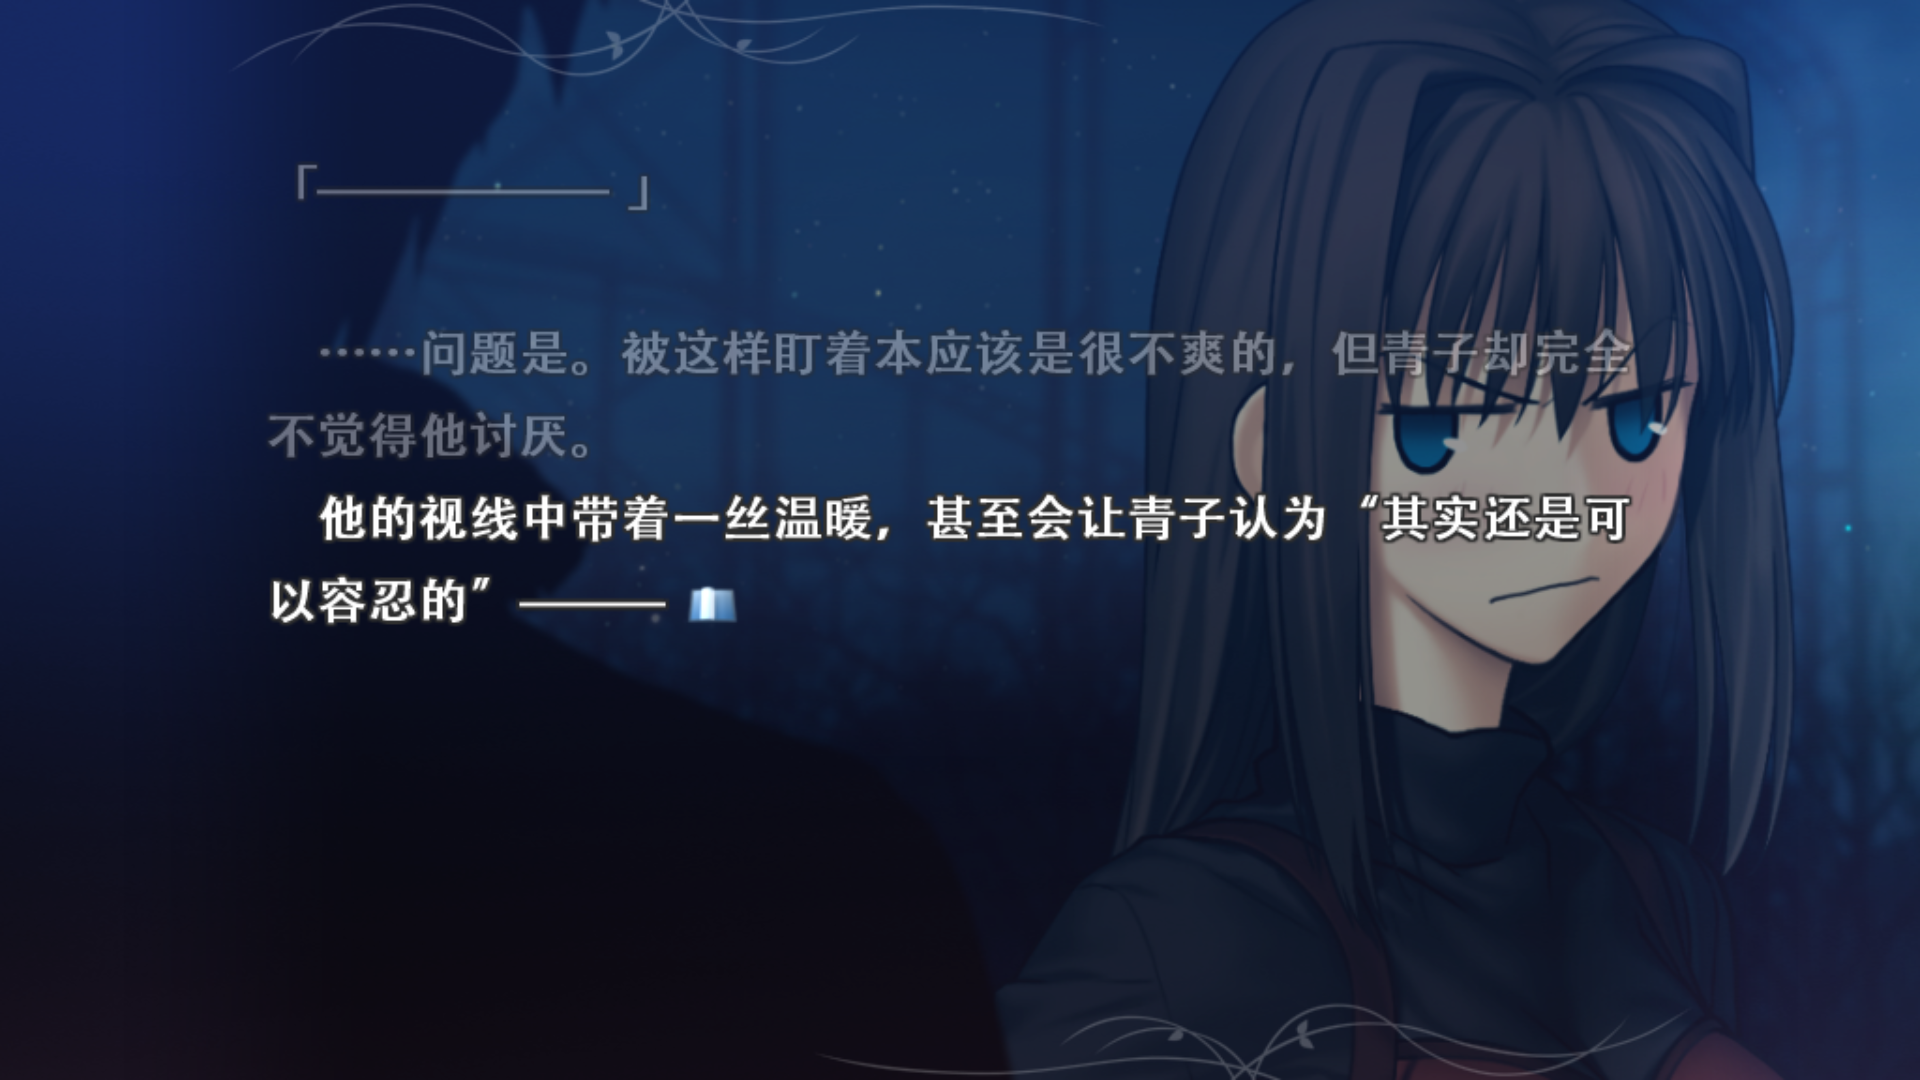 「——————」
……问题是。被这样盯着本应该是很不爽的，但青子却完全
不觉得他讨厌。
他的视线中带着一丝温暖，甚至会让青子认为“其实还是可
以容忍的”———